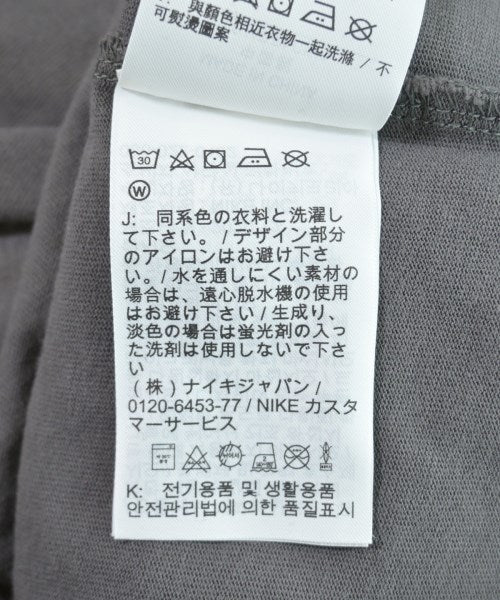 : 與顏色相近衣物一起洗滌 / 不
可熨燙圖案
30
W
J: 同系色の衣料と洗濯し
て下さい。/ デザイン部分
のアイロンはお避け下さ
い。/ 水を通しにくい素材の
場合は、遠心脱水機の使用
はお避け下さい / 生成り、
淡色の場合は蛍光剤の入っ
た洗剤は使用しないで下さ
い
(株) ナイキジャパン /
0120-6453-77 / NIKE カスタ
マーサービス
K: 전기용품 및 생활용품
안전관리법에 의한 품질표시